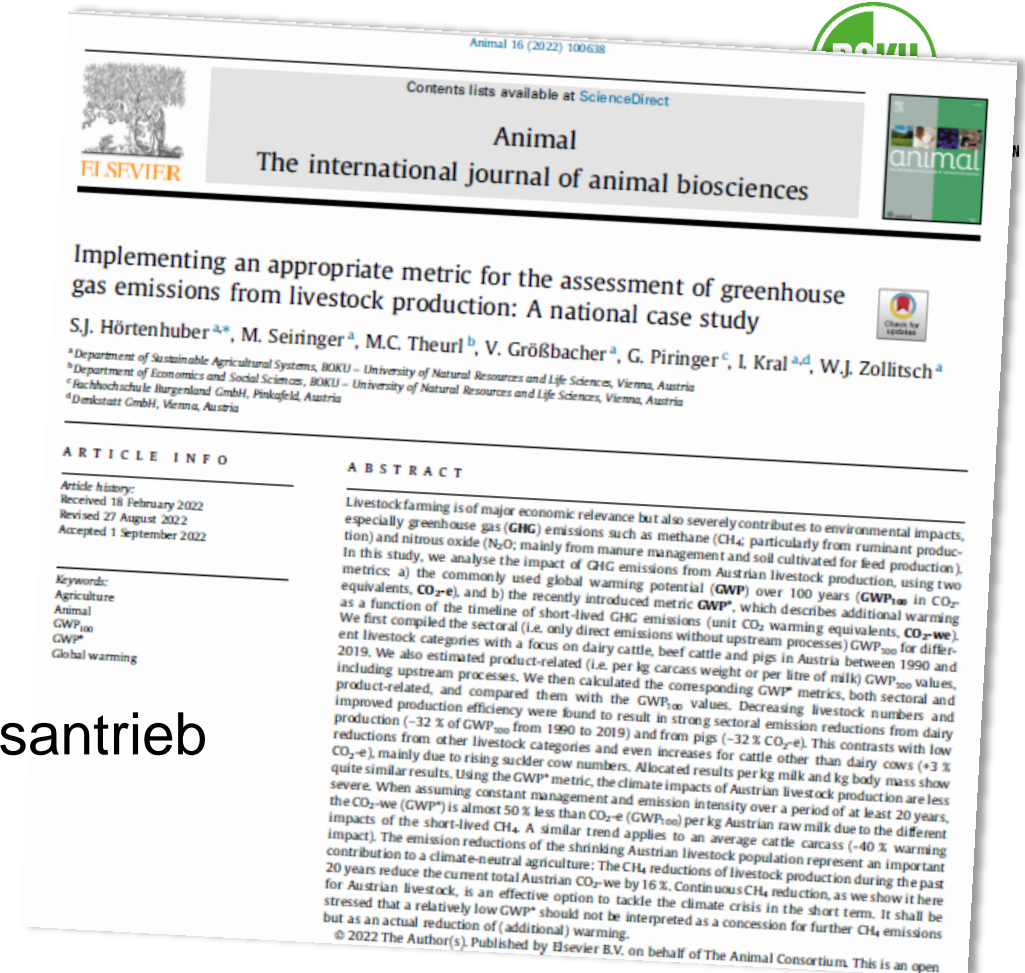 BOKU
Animal 16 (2022) 100638
Contents lists available at ScienceDirect
Animal
The international journal of animal biosciences
ELSEVIER
animal
Implementing an appropriate metric for the assessment of greenhouse
gas emissions from livestock production: A national case study
Check for
updates
S.J. Hörtenhuber a,*, M. Seiringer a, M.C. Theurl b, V. Größbacher a, G. Piringer c, I. Kral a,d, W.J. Zollitsch a
a Department of Sustainable Agricultural Systems, BOKU – University of Natural Resources and Life Sciences, Vienna, Austria
b Department of Economics and Social Sciences, BOKU – University of Natural Resources and Life Sciences, Vienna, Austria
c Fachhochschule Burgenland GmbH, Pinkafeld, Austria
d Denkstatt GmbH, Vienna, Austria
ARTICLE INFO
Article history:
Received 18 February 2022
Revised 27 August 2022
Accepted 1 September 2022
Keywords:
Agriculture
Animal
GWP100
GWP*
Global warming
santrieb
ABSTRACT
Livestock farming is of major economic relevance but also severely contributes to environmental impacts,
especially greenhouse gas (GHG) emissions such as methane (CH4; particularly from ruminant produc-
tion) and nitrous oxide (N2O; mainly from manure management and soil cultivated for feed production).
In this study, we analyse the impact of GHG emissions from Austrian livestock production, using two
metrics: a) the commonly used global warming potential (GWP) over 100 years (GWP100 in CO2-
equivalents, CO2-e), and b) the recently introduced metric GWP*, which describes additional warming
as a function of the timeline of short-lived GHG emissions (unit CO2 warming equivalents, CO2-we).
We first compiled the sectoral (i.e. only direct emissions without upstream processes) GWP100 for differ-
ent livestock categories with a focus on dairy cattle, beef cattle and pigs in Austria between 1990 and
2019. We also estimated product-related (i.e. per kg carcass weight or per litre of milk) GWP100 values,
including upstream processes. We then calculated the corresponding GWP* metrics, both sectoral and
product-related, and compared them with the GWP100 values. Decreasing livestock numbers and
improved production efficiency were found to result in strong sectoral emission reductions from dairy
production (−32 % of GWP100 from 1990 to 2019) and from pigs (−32 % CO2-e). This contrasts with low
reductions from other livestock categories and even increases for cattle other than dairy cows (+3 %
CO2-e), mainly due to rising suckler cow numbers. Allocated results per kg milk and kg body mass show
quite similar results. Using the GWP* metric, the climate impacts of Austrian livestock production are less
severe. When assuming constant management and emission intensity over a period of at least 20 years,
the CO2-we (GWP*) is almost 50 % less than CO2-e (GWP100) per kg Austrian raw milk due to the different
impacts of the short-lived CH4. A similar trend applies to an average cattle carcass (−40 % warming
impact). The emission reductions of the shrinking Austrian livestock population represent an important
contribution to a climate-neutral agriculture: The CH4 reductions of livestock production during the past
20 years reduce the current total Austrian CO2-we by 16 %. Continuous CH4 reduction, as we show it here
for Austrian livestock, is an effective option to tackle the climate crisis in the short term. It shall be
stressed that a relatively low GWP* should not be interpreted as a concession for further CH4 emissions
but as an actual reduction of (additional) warming.
© 2022 The Author(s). Published by Elsevier B.V. on behalf of The Animal Consortium. This is an open